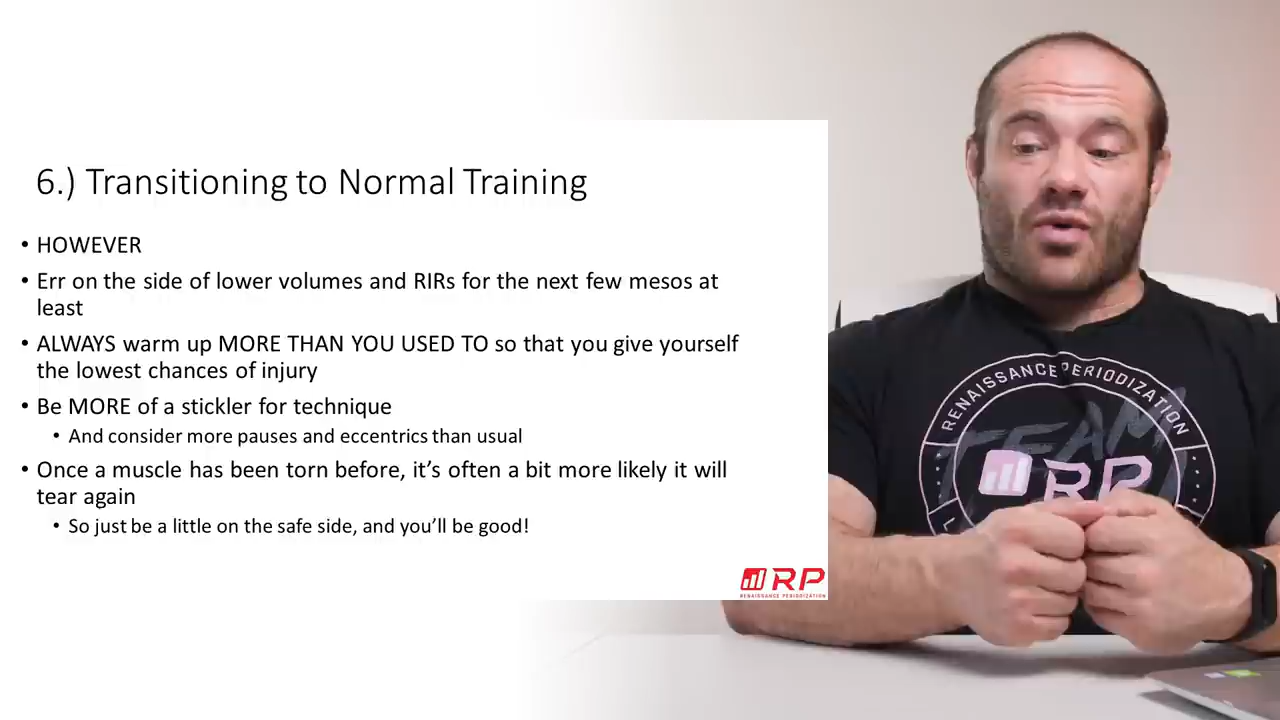 6.) Transitioning to Normal Training
• HOWEVER
• Err on the side of lower volumes and RIRs for the next few mesos at
least
• ALWAYS warm up MORE THAN YOU USED TO so that you give yourself
the lowest chances of injury
• Be MORE of a stickler for technique
• And consider more pauses and eccentrics than usual
• Once a muscle has been torn before, it's often a bit more likely it will
tear again
• So just be a little on the safe side, and you'll be good!
RP
RENAISSANCE PERIODIZATION
RENAISSANCE PERIODIZATION
TEAM
RP